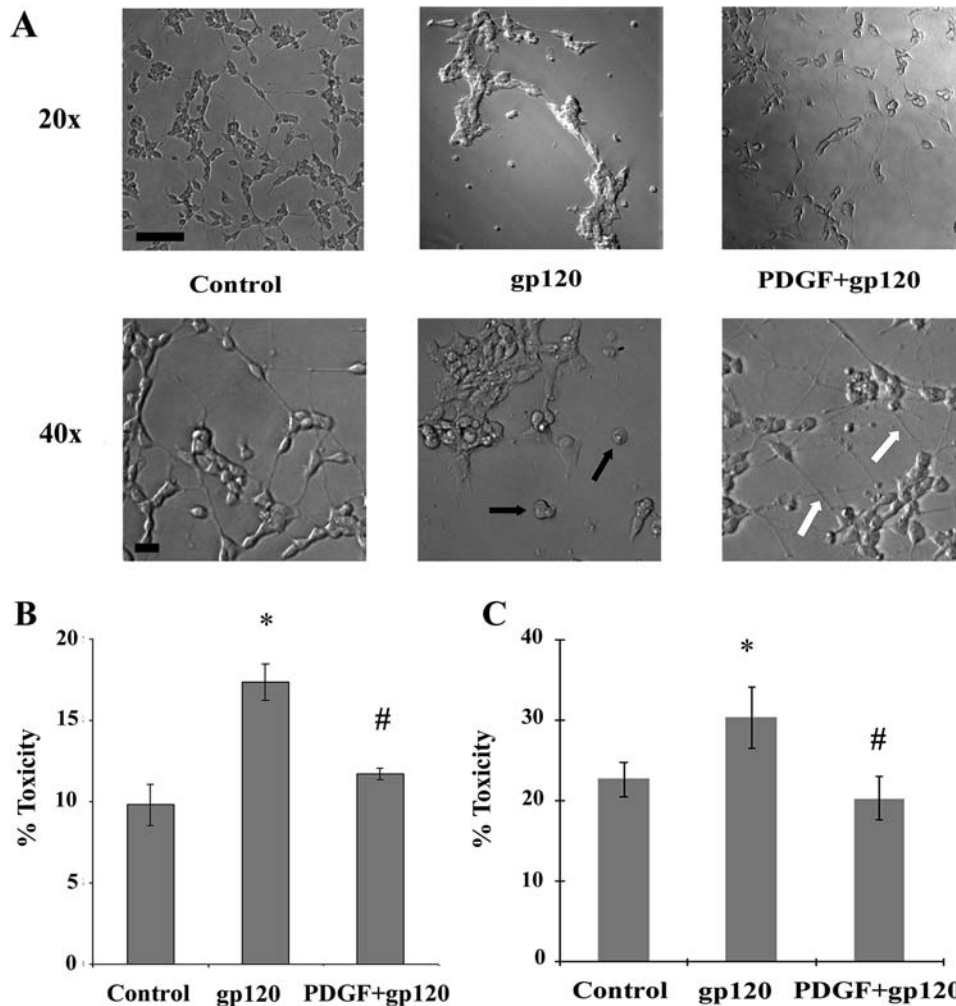 A
20x
Control
gp120
PDGF+gp120
40x
B
20
15
10
5
0
% Toxicity
*
#
Control
gp120
PDGF+gp120
C
40
30
20
10
0
% Toxicity
*
#
Control
gp120
PDGF+gp120